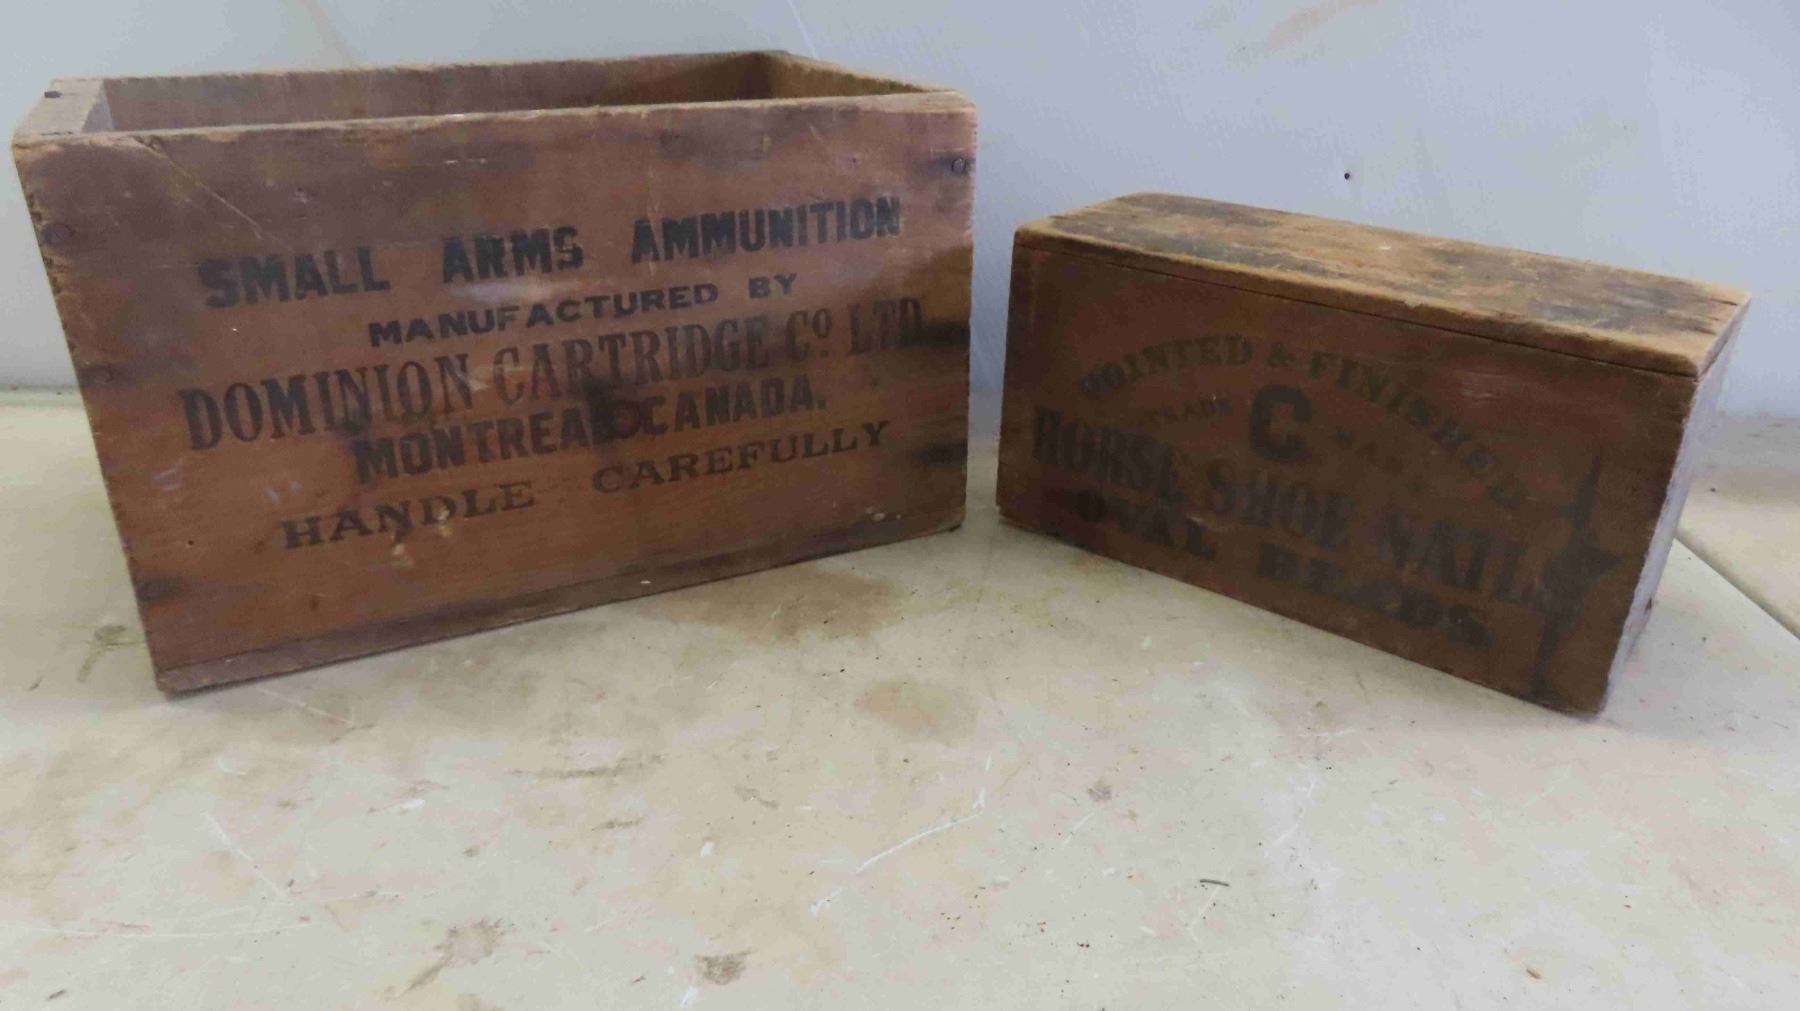 SMALL ARMS AMMUNITION
MANUFACTURED BY
DOMINION CARTRIDGE Cº LTD
MONTREAL CANADA.
HANDLE CAREFULLY
POINTED & FINISHED
TRADE C MARK
HORSE SHOE NAILS
OVAL HEADS